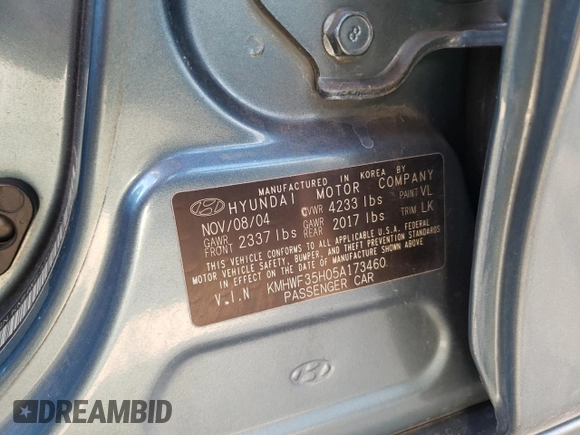 MANUFACTURED IN KOREA BY
HYUNDAI MOTOR COMPANY
NOV/08/04 GVWR 4233 lbs PAINT VL
GAWR FRONT 2337 lbs GAWR REAR 2017 lbs TRIM LK
THIS VEHICLE CONFORMS TO ALL APPLICABLE U.S.A. FEDERAL
MOTOR VEHICLE SAFETY, BUMPER, AND THEFT PREVENTION STANDARDS
IN EFFECT ON THE DATE OF MANUFACTURE SHOWN ABOVE.
V.I.N KMHWF35H05A173460
PASSENGER CAR
8
DREAMBID